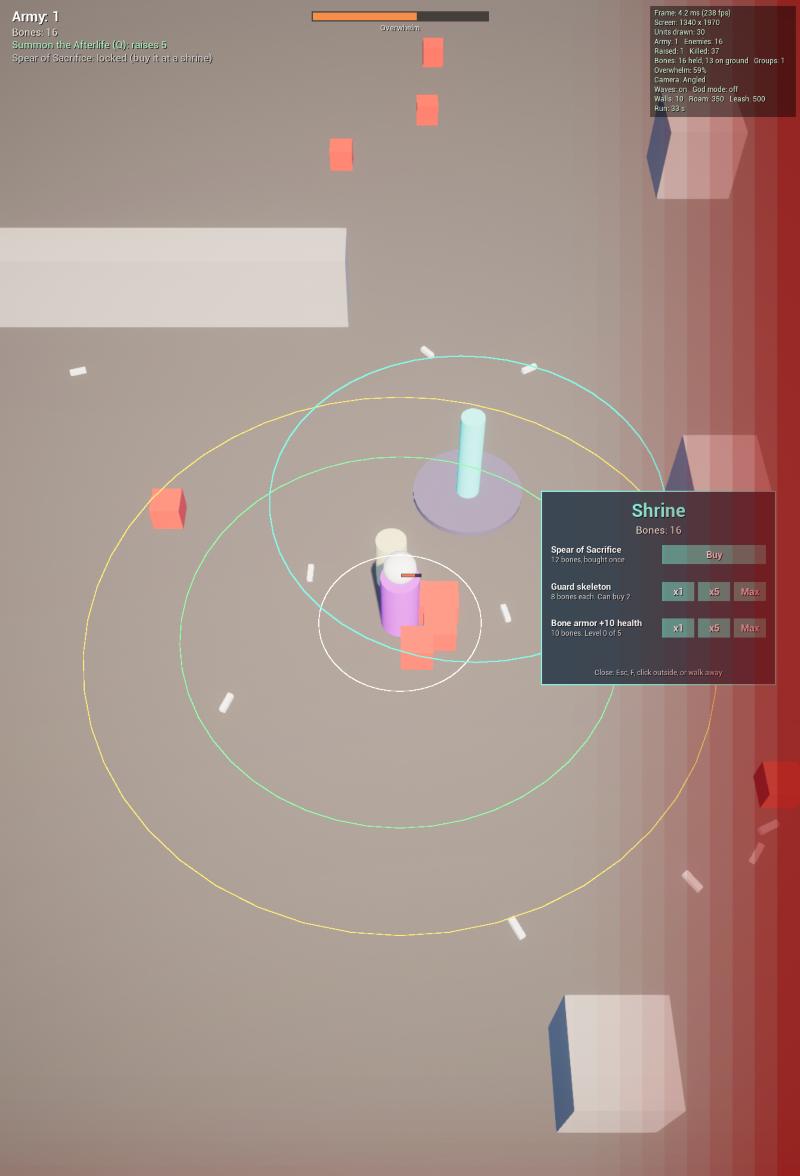 Army: 1
Bones: 16
Summon the Afterlife (Q): raises 5
Spear of Sacrifice: locked (buy it at a shrine)
Overwhelm
Frame: 4.2 ms (238 fps)
Screen: 1340 x 1970
Units drawn: 30
Army: 1 Enemies: 16
Raised: 1 Killed: 37
Bones: 16 held, 13 on ground Groups: 1
Overwhelm: 59%
Camera: Angled
Waves: on God mode: off
Walls: 10 Roam: 350 Leash: 500
Run: 33 s
Shrine
Bones: 16
Spear of Sacrifice
12 bones, bought once
Buy
Guard skeleton
8 bones each. Can buy 2
x1 x5 Max
Bone armor +10 health
10 bones. Level 0 of 5
x1 x5 Max
Close: Esc, F, click outside, or walk away